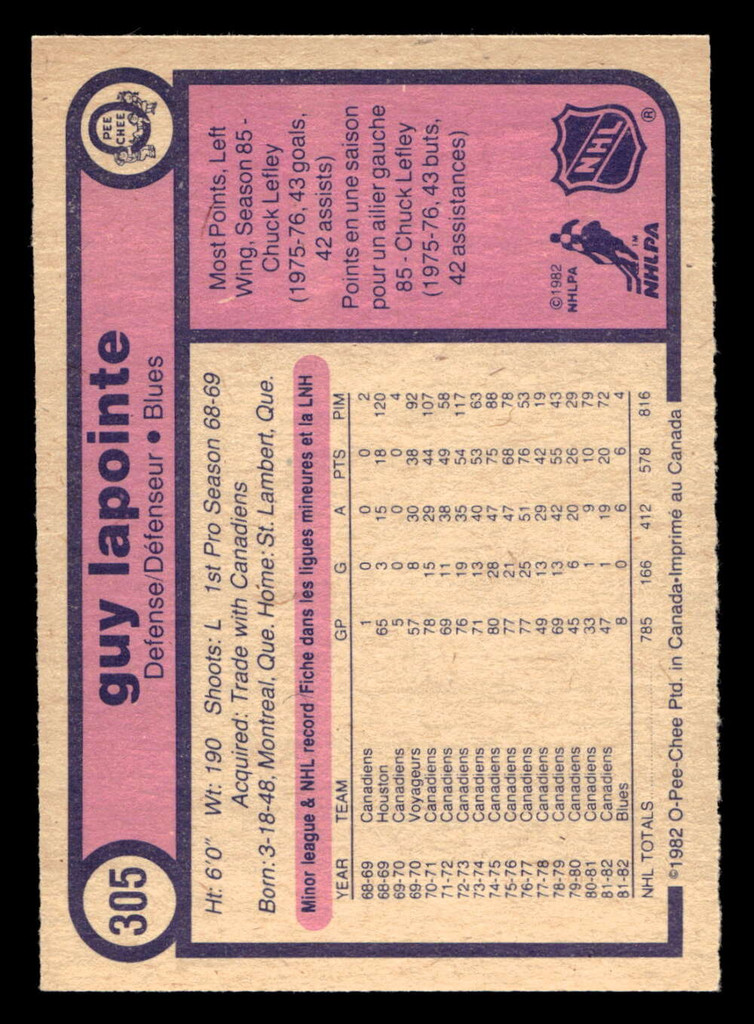 305
guy lapointe
Defense/Défenseur • Blues
O
PEE
CHEE
Ht: 6'0" Wt: 190 Shoots: L 1st Pro Season 68-69
Acquired: Trade with Canadiens
Born: 3-18-48, Montreal, Que. Home: St. Lambert, Que.
Minor league & NHL record/Fiche dans les ligues mineures et la LNH
YEAR TEAM GP G A PTS PIM
68-69 Canadiens 1 0 0 0 2
68-69 Houston 65 3 15 18 120
69-70 Canadiens 5 0 0 0 4
69-70 Voyageurs 57 8 30 38 92
70-71 Canadiens 78 15 29 44 107
71-72 Canadiens 69 11 38 49 58
72-73 Canadiens 76 19 35 54 117
73-74 Canadiens 71 13 40 53 63
74-75 Canadiens 80 28 47 75 88
75-76 Canadiens 77 21 47 68 78
76-77 Canadiens 77 25 51 76 53
77-78 Canadiens 49 13 29 42 19
78-79 Canadiens 69 13 42 55 43
79-80 Canadiens 45 6 20 26 29
80-81 Canadiens 33 1 9 10 79
81-82 Canadiens 47 1 19 20 72
81-82 Blues 8 0 6 6 4
NHL TOTALS 785 166 412 578 816
©1982 O-Pee-Chee Ptd. in Canada•Imprimé au Canada
Most Points, Left
Wing, Season 85 -
Chuck Lefley
(1975-76, 43 goals,
42 assists)
Points en une saison
pour un ailier gauche
85 - Chuck Lefley
(1975-76, 43 buts,
42 assistances)
©1982
NHLPA
TM
NHLPA
NHL
®